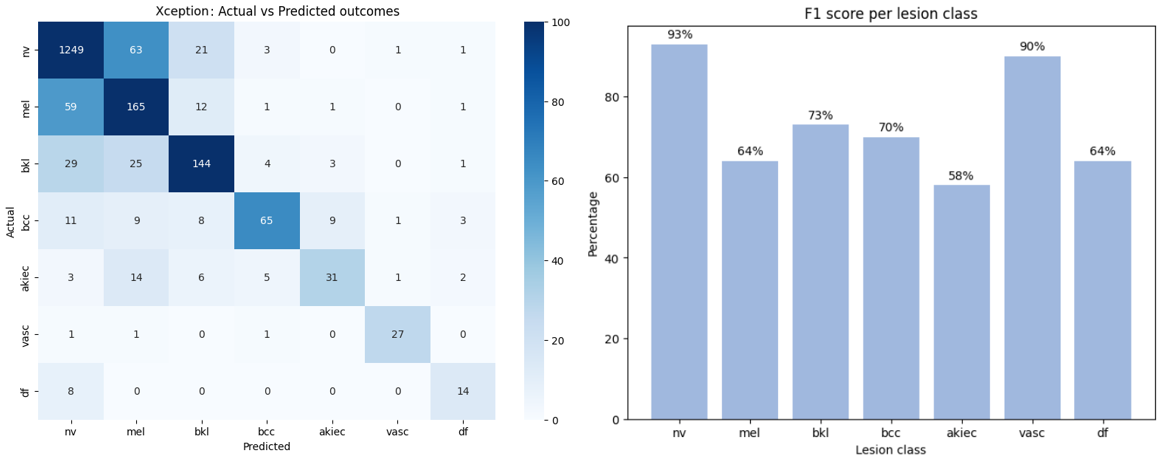 Xception: Actual vs Predicted outcomes
nv 1249 63 21 3 0 1 1
mel 59 165 12 1 1 0 1
bkl 29 25 144 4 3 0 1
bcc 11 9 8 65 9 1 3
akiec 3 14 6 5 31 1 2
vasc 1 1 0 1 0 27 0
df 8 0 0 0 0 0 14
nv mel bkl bcc akiec vasc df
Predicted
Actual
100
80
60
40
20
0
F1 score per lesion class
93% 64% 73% 70% 58% 90% 64%
80
60
40
20
0
Percentage
nv mel bkl bcc akiec vasc df
Lesion class